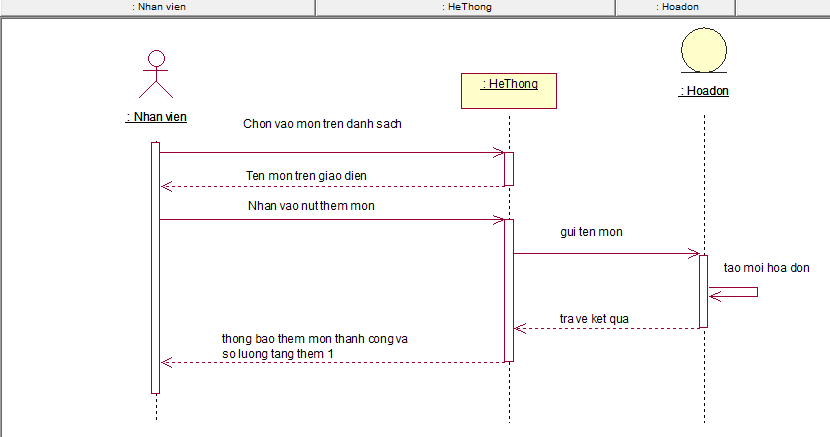 : Nhan vien
: HeThong
: Hoadon
: Nhan vien
: HeThong
: Hoadon
Chon vao mon tren danh sach
Ten mon tren giao dien
Nhan vao nut them mon
gui ten mon
tao moi hoa don
tra ve ket qua
thong bao them mon thanh cong va
so luong tang them 1